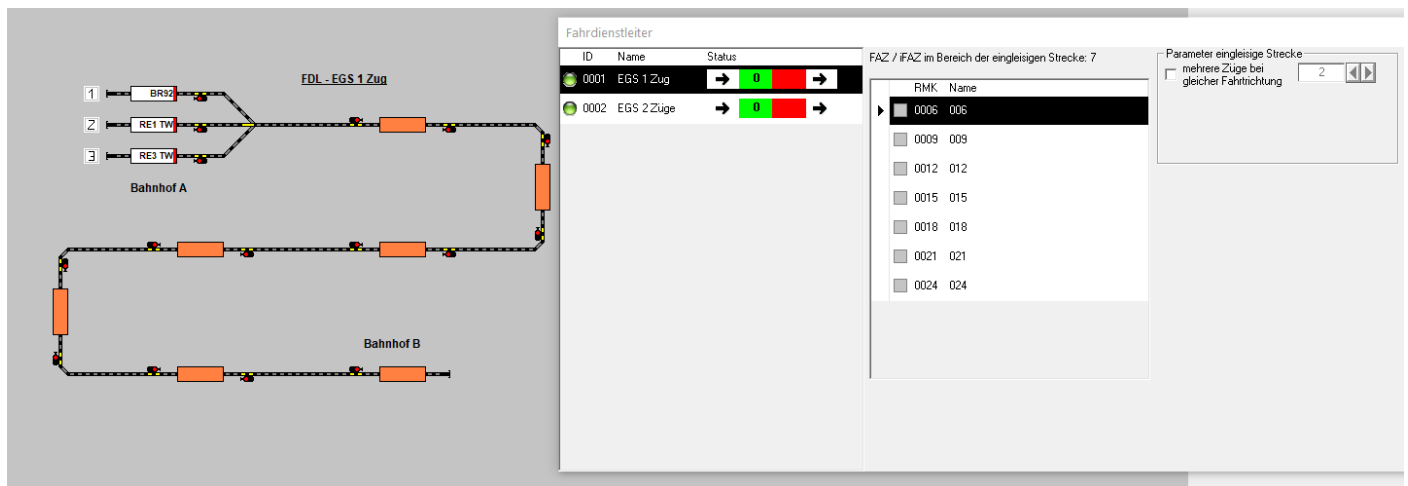 FDL - EGS 1 Zug
1 BR92
2 RE1 TW
3 RE3 TW
Bahnhof A
Bahnhof B
Fahrdienstleiter
ID Name Status
0001 EGS 1 Zug 0
0002 EGS 2 Züge 0
FAZ / iFAZ im Bereich der eingleisigen Strecke: 7
RMK Name
0006 006
0009 009
0012 012
0015 015
0018 018
0021 021
0024 024
Parameter eingleisige Strecke
mehrere Züge bei
gleicher Fahrtrichtung
2